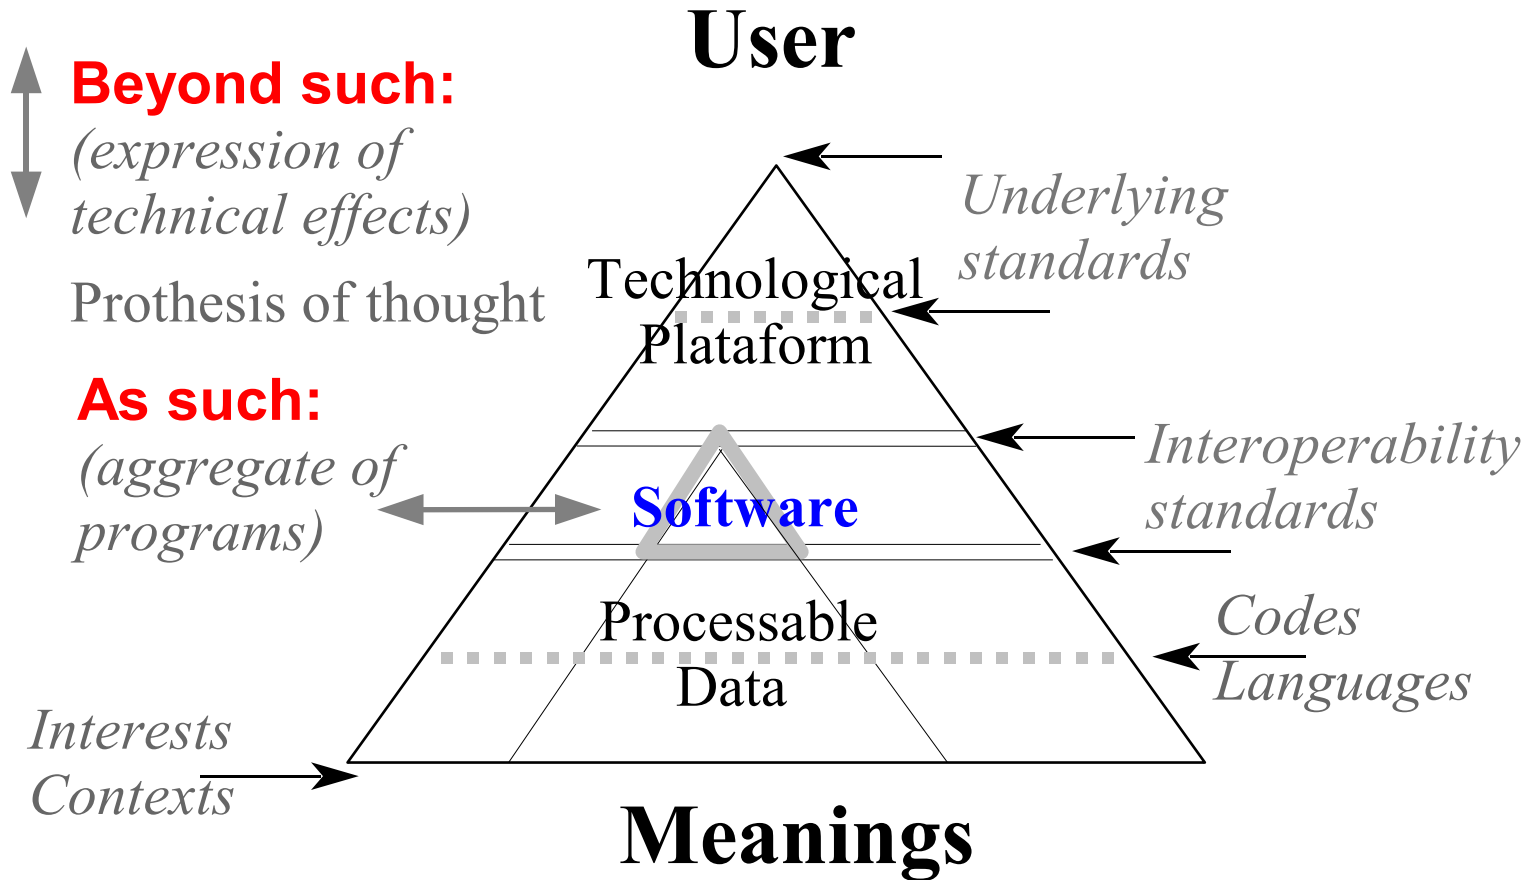 User
Beyond such:
(expression of
technical effects)
Prothesis of thought
As such:
(aggregate of
programs)
Underlying
standards
Technological
Plataform
Interoperability
standards
Software
Processable
Data
Codes
Languages
Interests
Contexts
Meanings